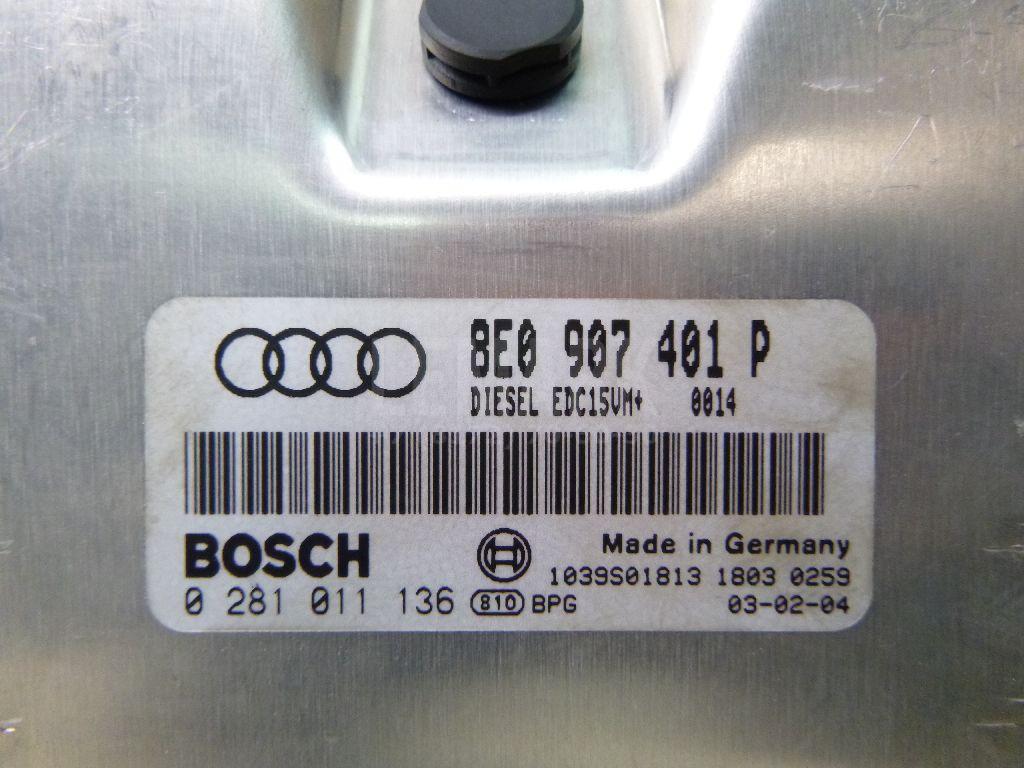 8E0 907 401 P
DIESEL EDC15VM+ 0014
BOSCH
Made in Germany
1039S01813 1803 0259
0 281 011 136 810 BPG 03-02-04